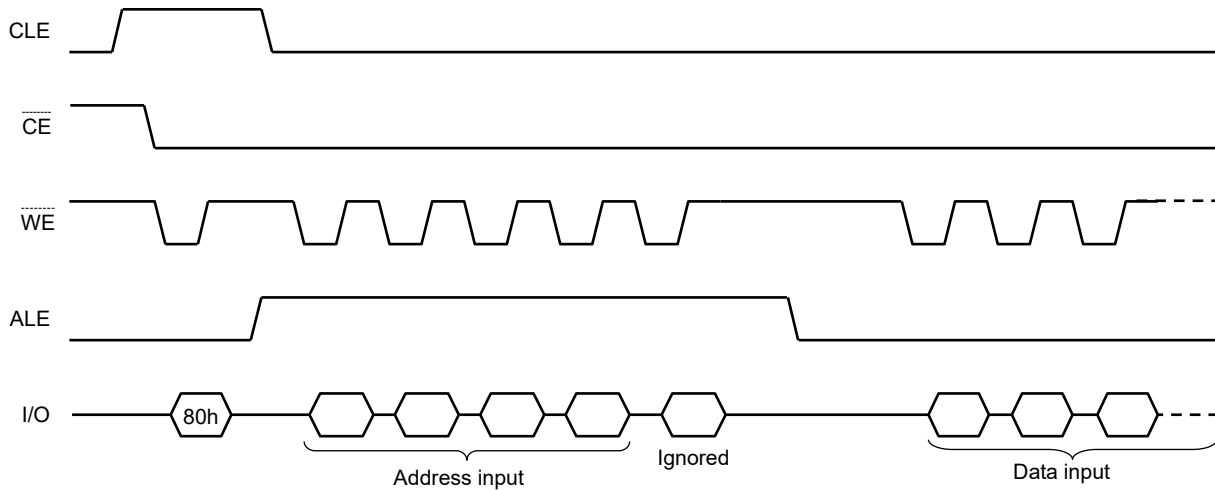 CLE
CE
WE
ALE
I/O
80h
Ignored
Address input
Data input